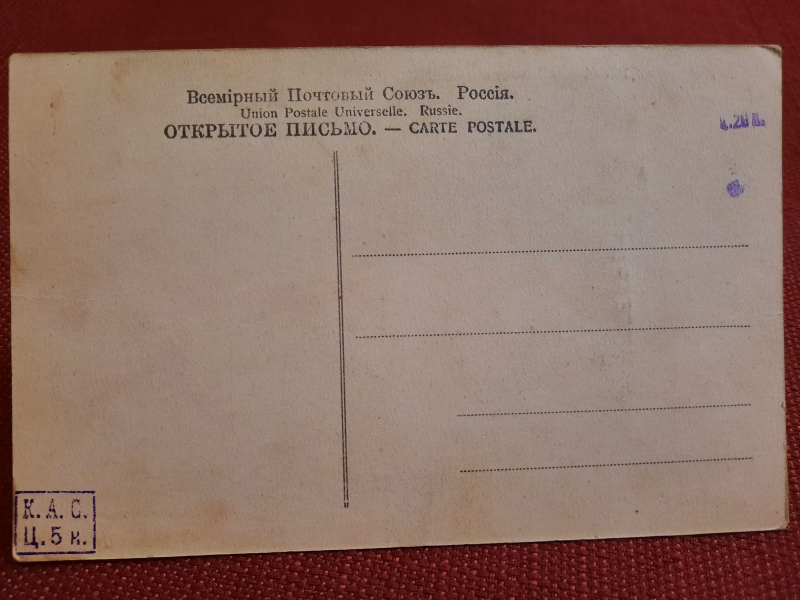 Всемірный Почтовый Союзъ. Россія.
Union Postale Universelle. Russie.
ОТКРЫТОЕ ПИСЬМО. — CARTE POSTALE.
К. А. С.
Ц. 5 к.